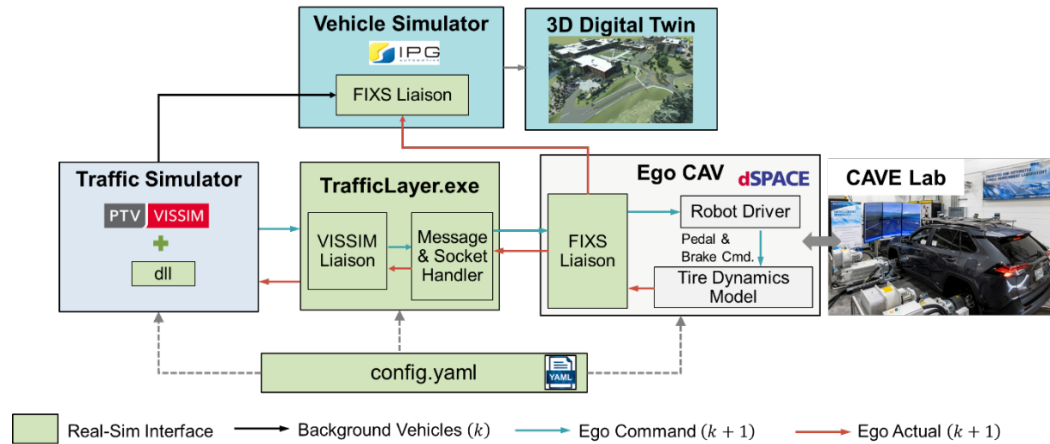 Vehicle Simulator
IPG
AUTOMOTIVE
FIXS Liaison
3D Digital Twin
Traffic Simulator
PTV VISSIM
dll
TrafficLayer.exe
VISSIM
Liaison
Message
& Socket
Handler
Ego CAV
dSPACE
FIXS
Liaison
Robot Driver
Pedal &
Brake Cmd.
Tire Dynamics
Model
CAVE Lab
config.yaml
YAML
Real-Sim Interface
Background Vehicles (k)
Ego Command (k + 1)
Ego Actual (k + 1)